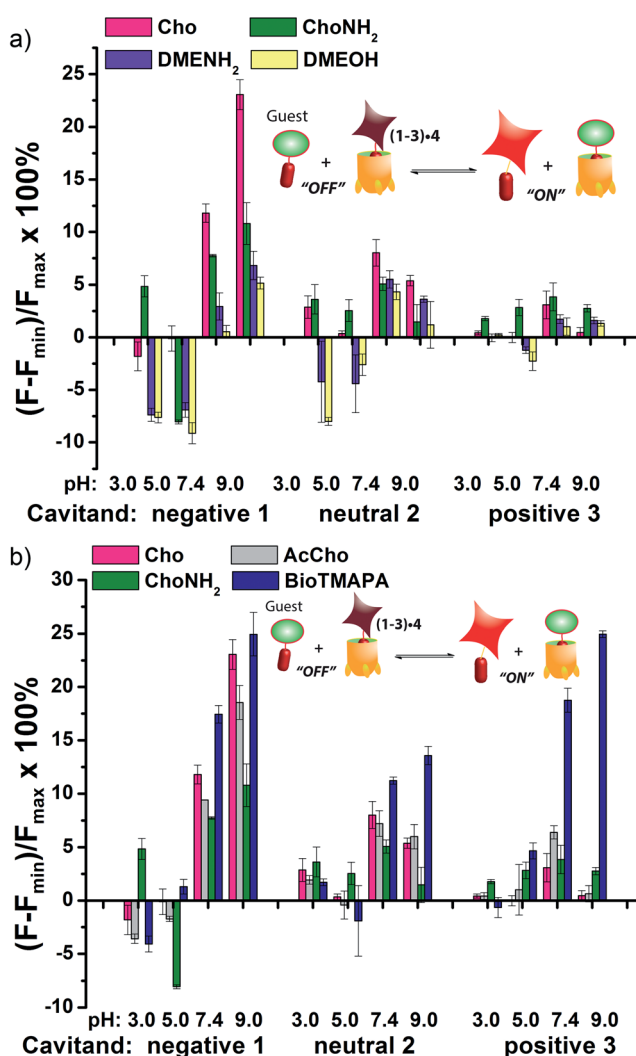 a)
Cho
ChoNH₂
DMENH₂
DMEOH
(F-Fmin)/Fmax x 100%
25
20
15
10
5
0
-5
-10
Guest
(1-3)•4
+
"OFF"
"ON"
+
pH: 3.0 5.0 7.4 9.0 3.0 5.0 7.4 9.0 3.0 5.0 7.4 9.0
Cavitand: negative 1 neutral 2 positive 3
b)
Cho
AcCho
ChoNH₂
BioTMAPA
(F-Fmin)/Fmax x 100%
30
25
20
15
10
5
0
-5
-10
Guest
(1-3)•4
+
"OFF"
"ON"
+
pH: 3.0 5.0 7.4 9.0 3.0 5.0 7.4 9.0 3.0 5.0 7.4 9.0
Cavitand: negative 1 neutral 2 positive 3